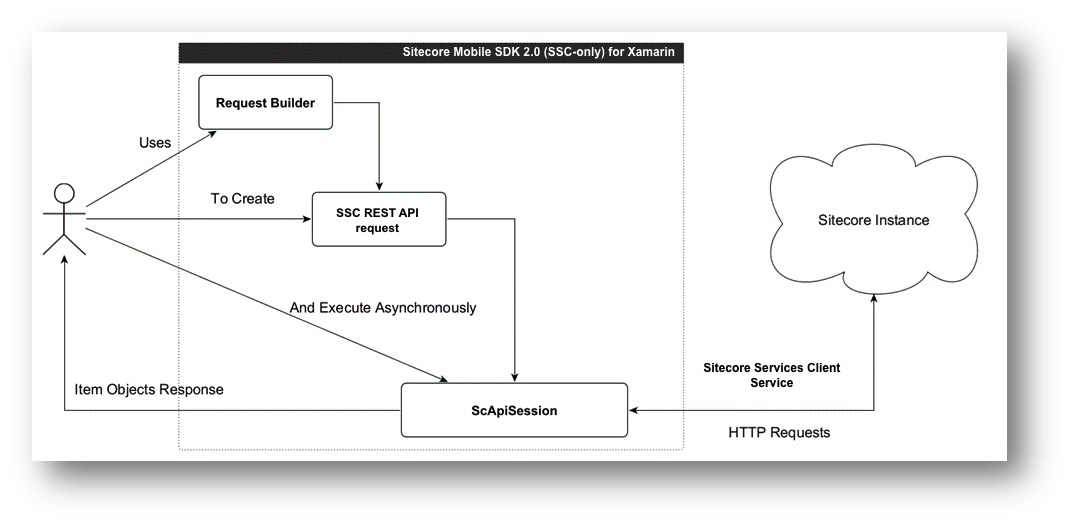 Sitecore Mobile SDK 2.0 (SSC-only) for Xamarin
Request Builder
Uses
To Create
SSC REST API
request
Sitecore Instance
And Execute Asynchronously
Sitecore Services Client
Service
Item Objects Response
ScApiSession
HTTP Requests